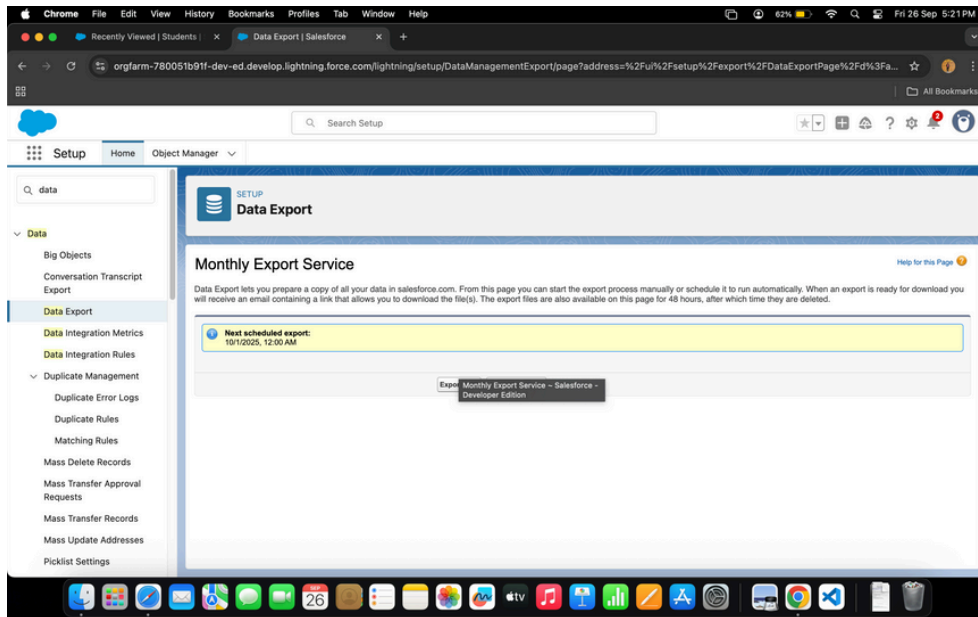 Chrome File Edit View History Bookmarks Profiles Tab Window Help 62% Fri 26 Sep 5:21 PM
Recently Viewed | Students |
Data Export | Salesforce
orgfarm-780051b91f-dev-ed.develop.lightning.force.com/lightning/setup/DataManagementExport/page?address=%2Fui%2Fsetup%2Fexport%2FDataExportPage%2Fd%3Fa...
All Bookmarks
Search Setup
2
Setup Home Object Manager
data
SETUP
Data Export
Data
Big Objects
Conversation Transcript
Export
Data Export
Data Integration Metrics
Data Integration Rules
Duplicate Management
Duplicate Error Logs
Duplicate Rules
Matching Rules
Mass Delete Records
Mass Transfer Approval
Requests
Mass Transfer Records
Mass Update Addresses
Picklist Settings
Monthly Export Service
Help for this Page
Data Export lets you prepare a copy of all your data in salesforce.com. From this page you can start the export process manually or schedule it to run automatically. When an export is ready for download you
will receive an email containing a link that allows you to download the file(s). The export files are also available on this page for 48 hours, after which time they are deleted.
Next scheduled export:
10/1/2025, 12:00 AM
Monthly Export Service ~ Salesforce -
Developer Edition
SEP
26
tv